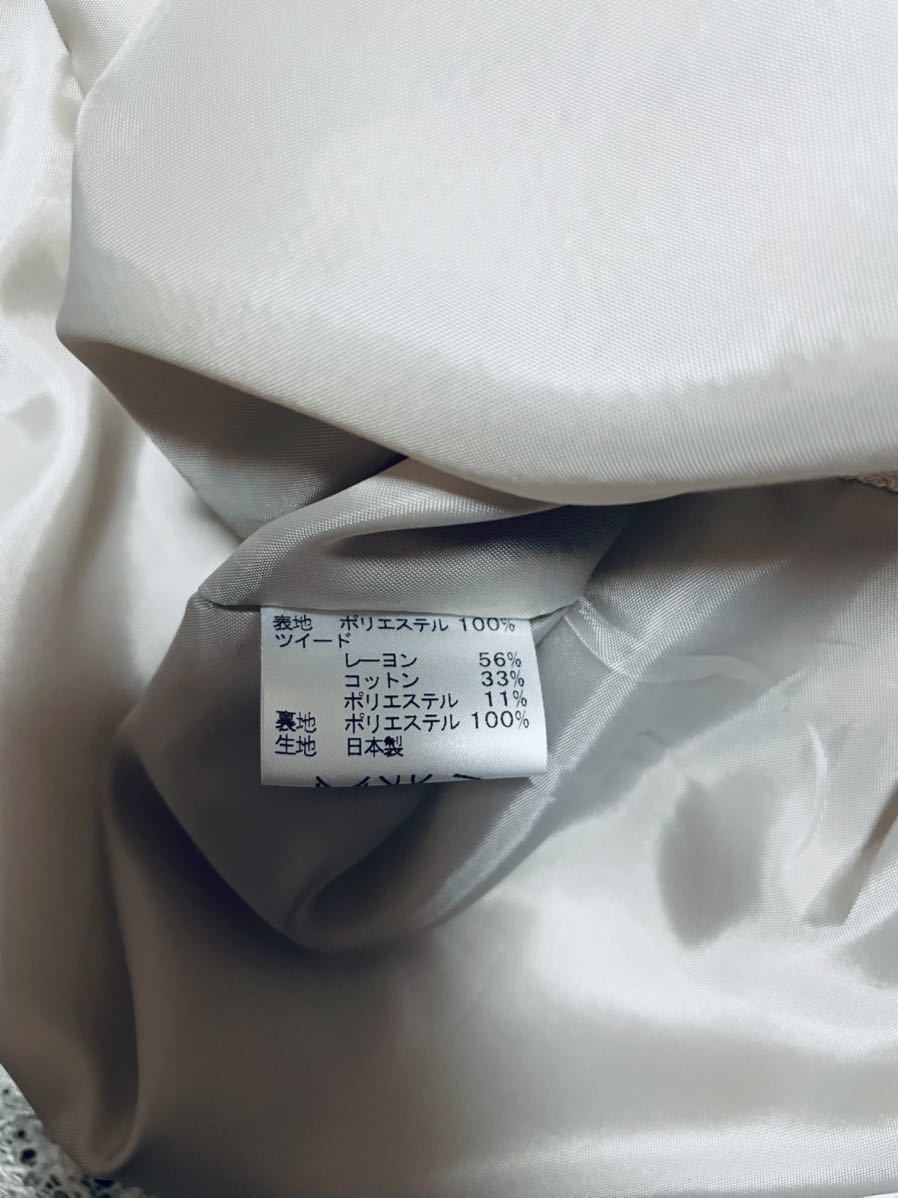 表地 ポリエステル 100%
ツイード
レーヨン 56%
コットン 33%
ポリエステル 11%
裏地 ポリエステル 100%
生地 日本製